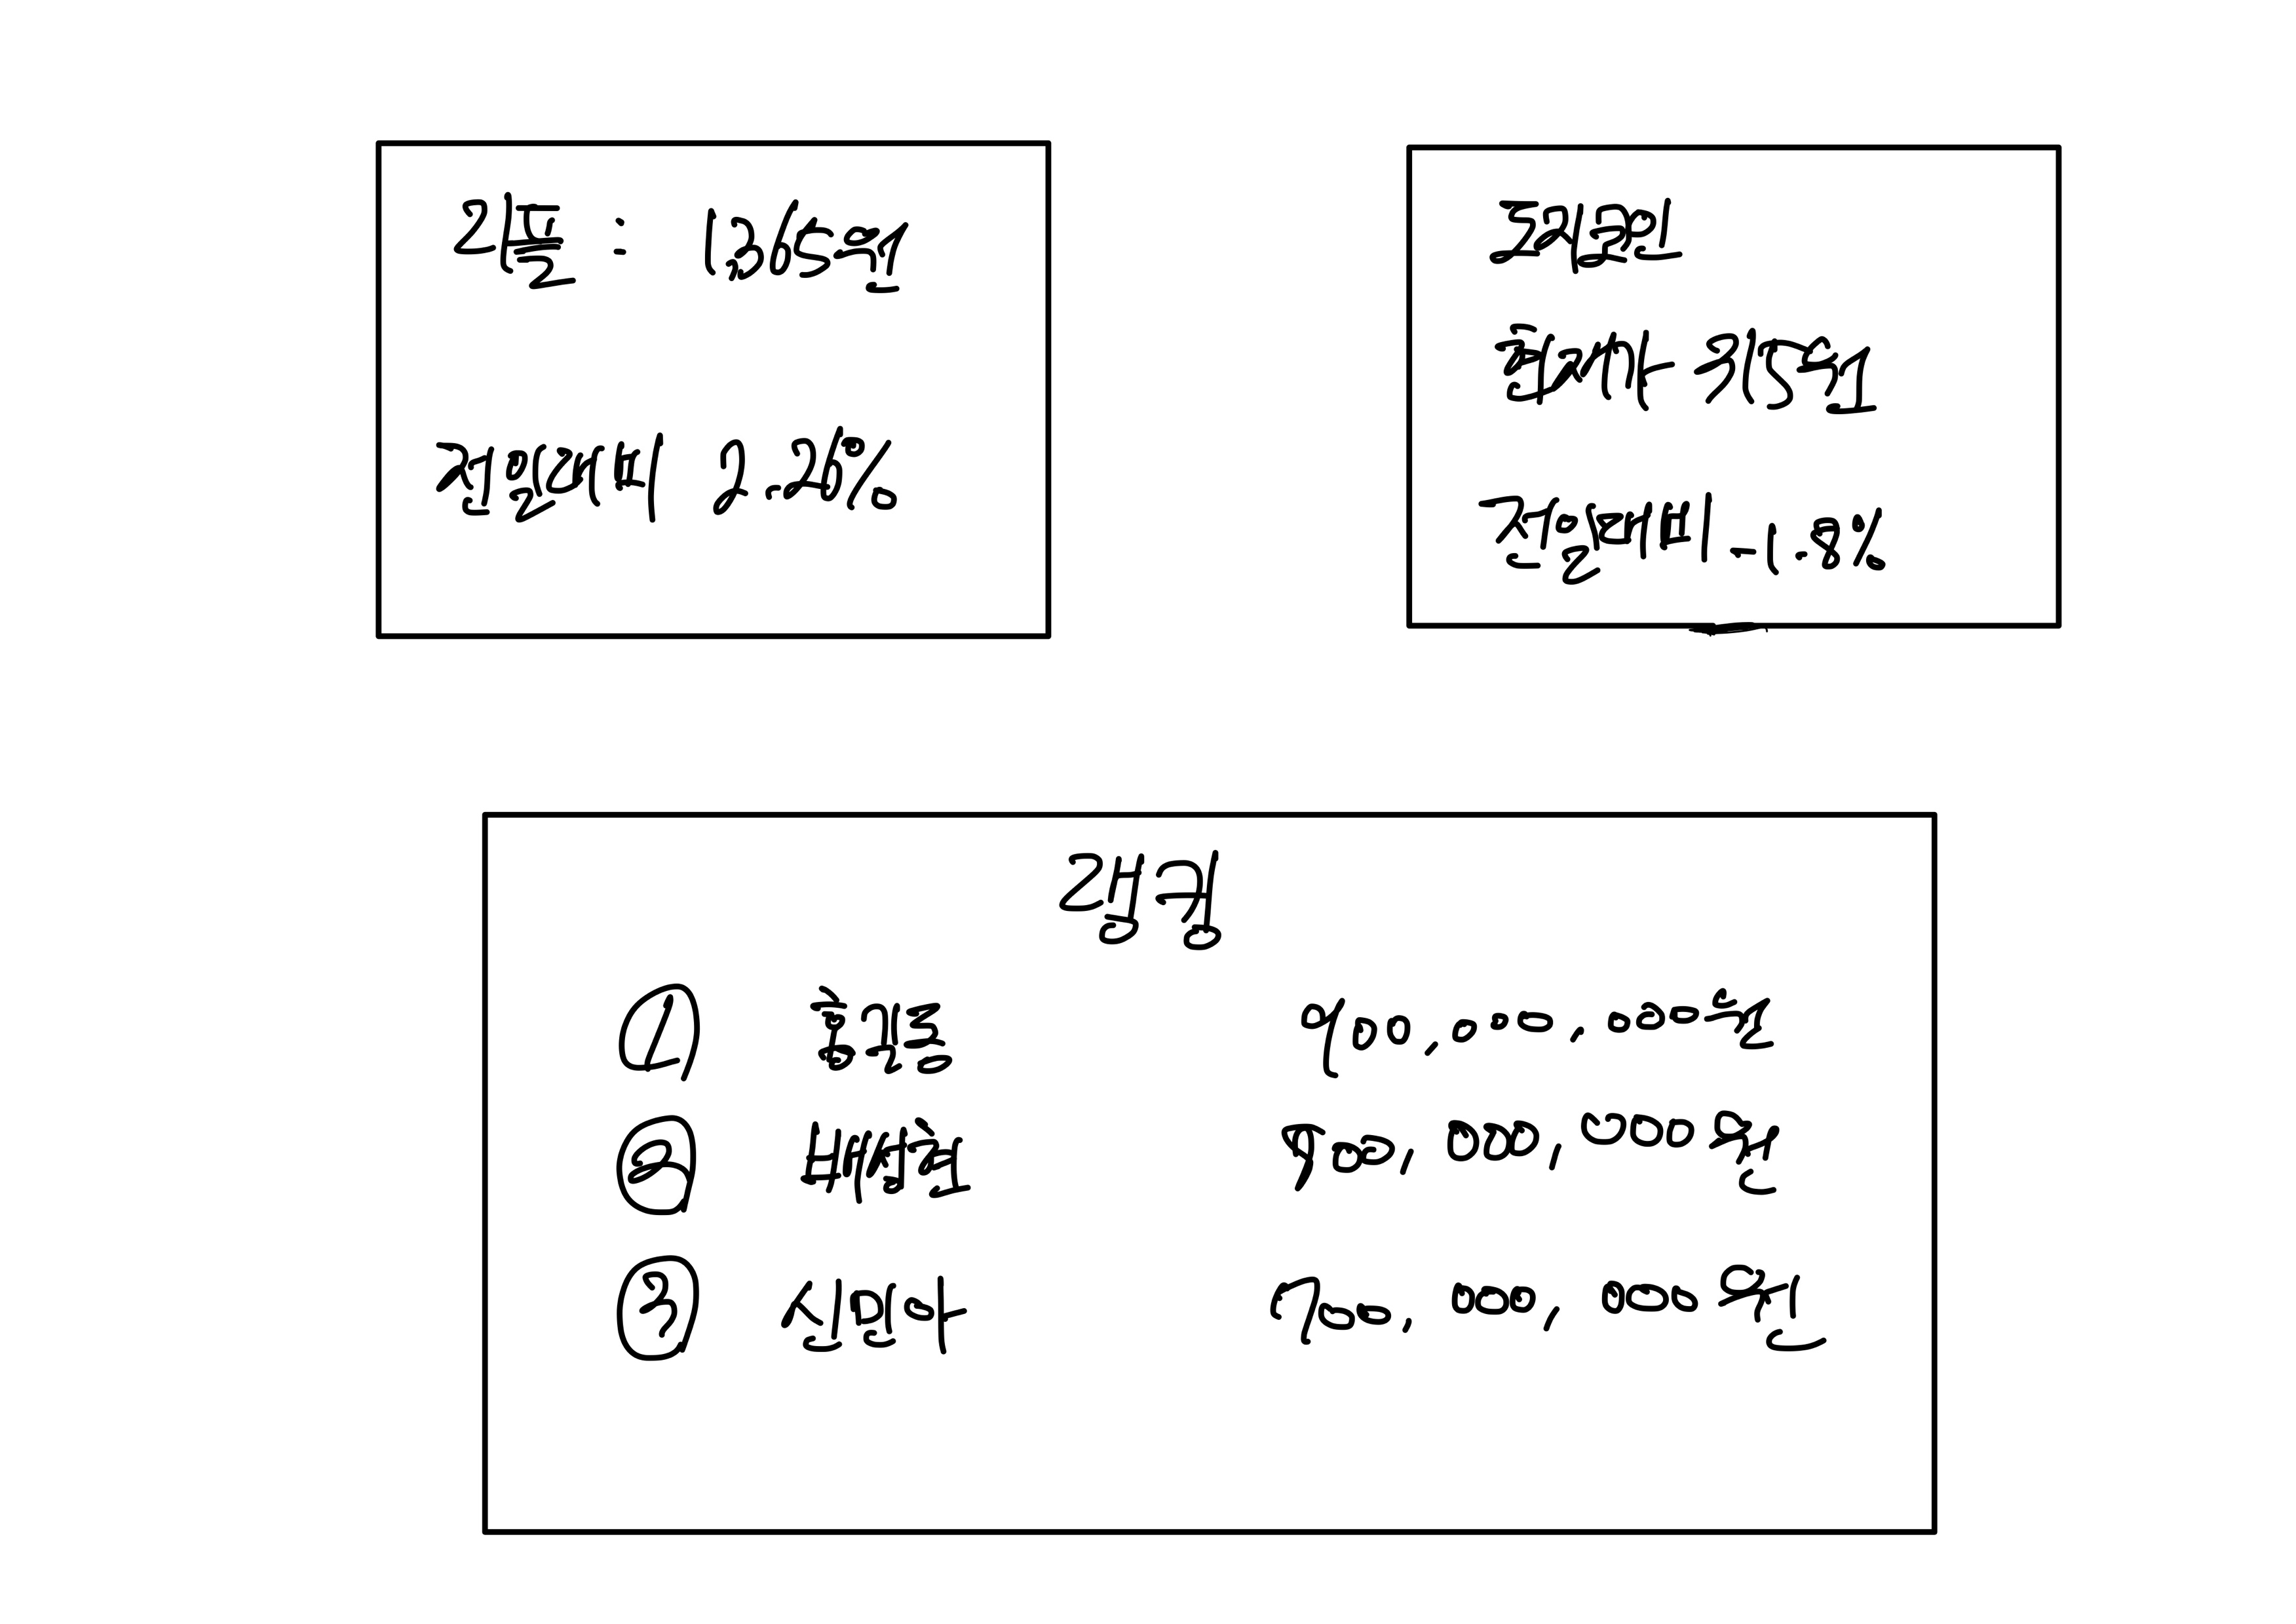 리플 : 1365원
전일대비 2.26%
도지코인
현재가 315원
전일대비 -1.8%
랭킹
1 홍길동 900,000,000원
2 버섯전 800,000,000원
3 신민아 700,000,000원